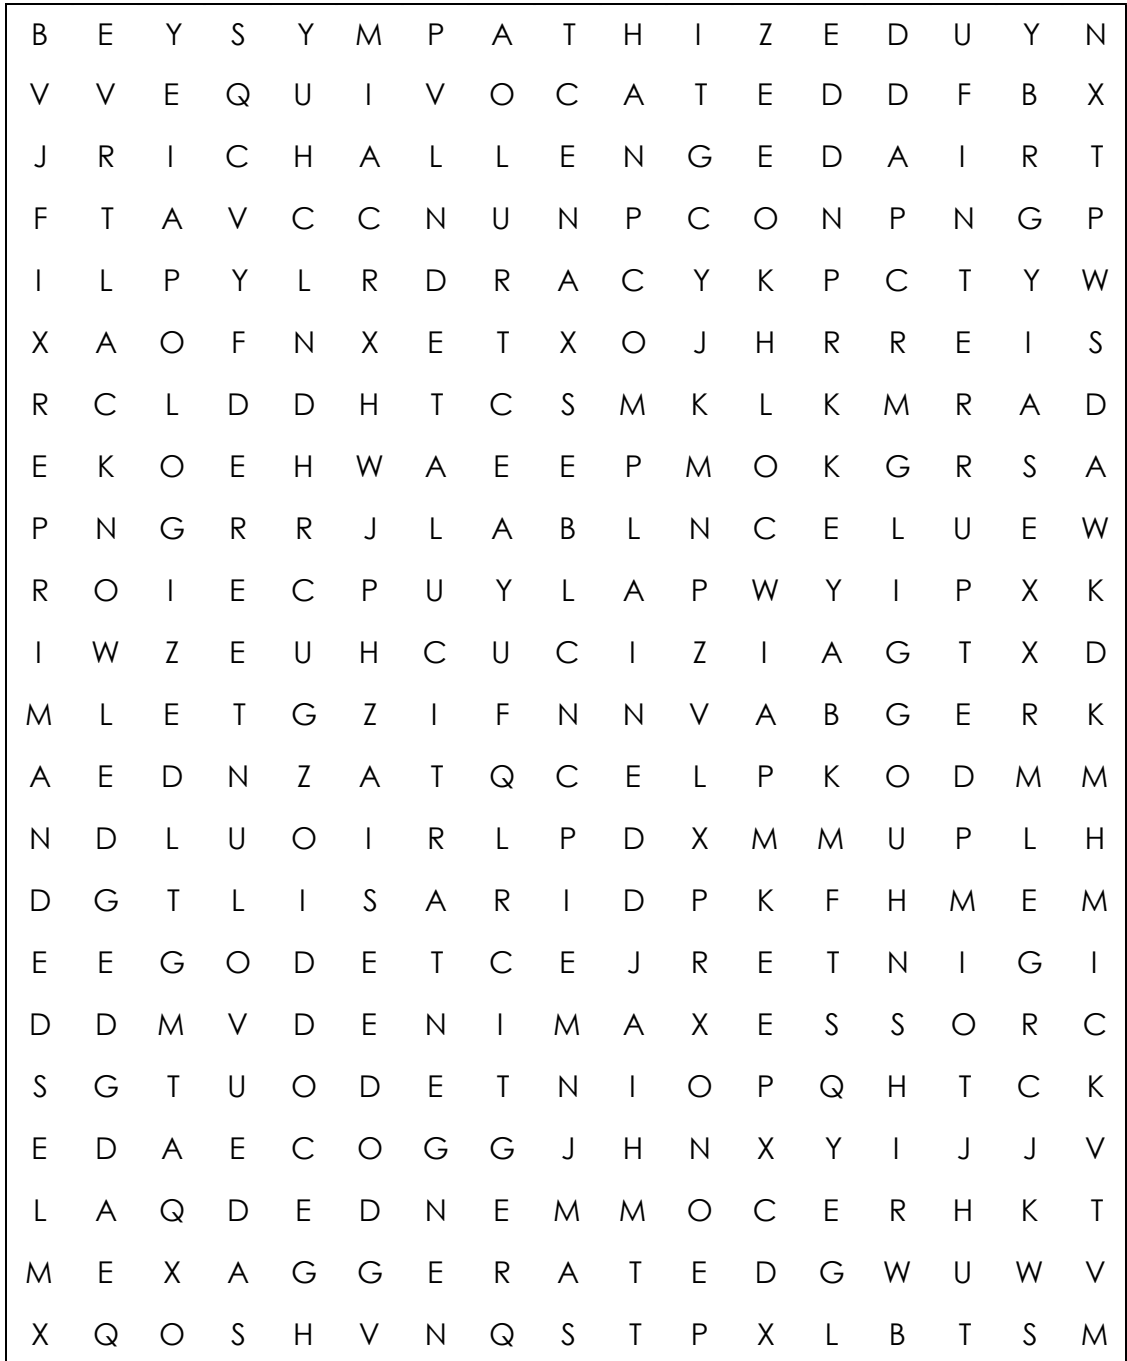 B E Y S Y M P A T H I Z E D U Y N
V V E Q U I V O C A T E D D F B X
J R I C H A L L E N G E D A I R T
F T A V C C N U N P C O N P N G P
I L P Y L R D R A C Y K P C T Y W
X A O F N X E T X O J H R R E I S
R C L D D H T C S M K L K M R A D
E K O E H W A E E P M O K G R S A
P N G R R J L A B L N C E L U E W
R O I E C P U Y L A P W Y I P X K
I W Z E U H C U C I Z I A G T X D
M L E T G Z I F N N V A B G E R K
A E D N Z A T Q C E L P K O D M M
N D L U O I R L P D X M M U P L H
D G T L I S A R I D P K F H M E M
E E G O D E T C E J R E T N I G I
D D M V D E N I M A X E S S O R C
S G T U O D E T N I O P Q H T C K
E D A E C O G G J H N X Y I J J V
L A Q D E D N E M M O C E R H K T
M E X A G G E R A T E D G W U W V
X Q O S H V N Q S T P X L B T S M